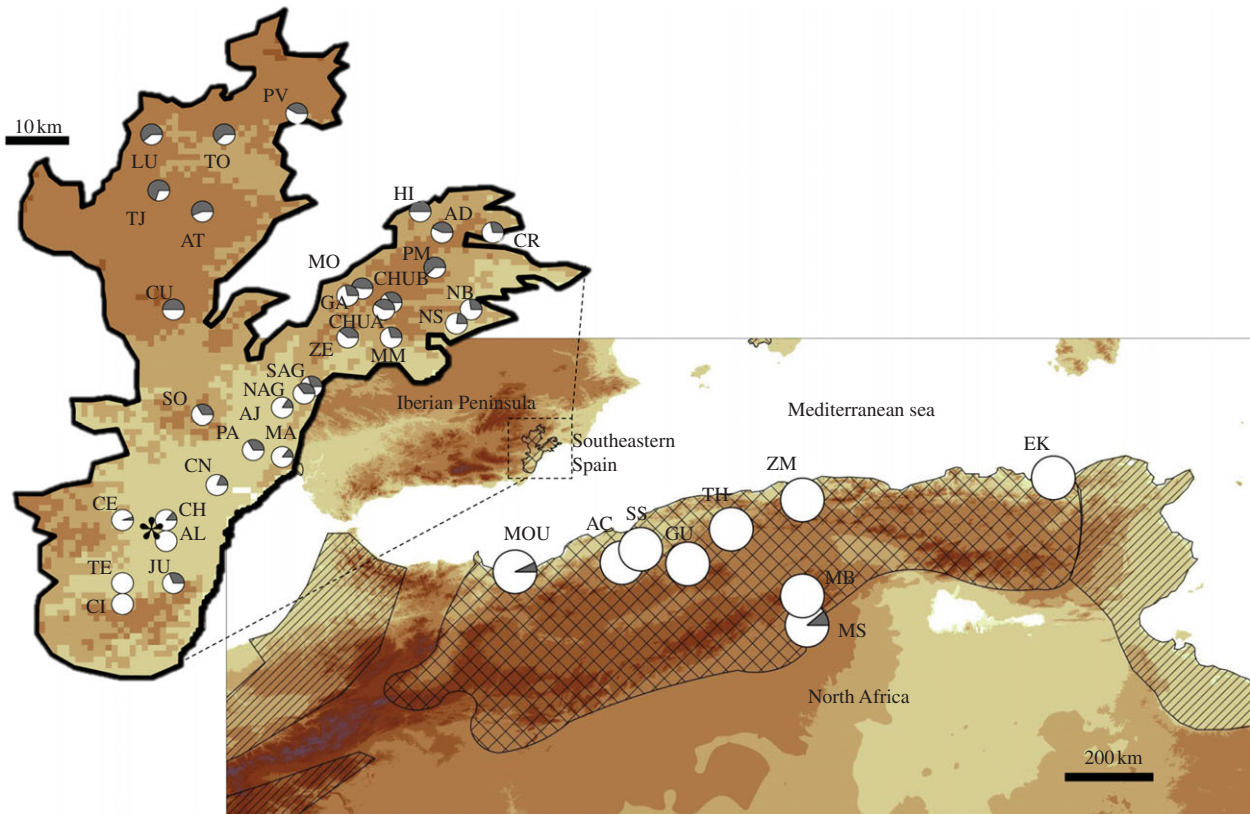 PV
10 km
LU
TO
TJ
AT
HI
AD
CR
MO
PM
CHUB
CU
GA
NB
CHUA
NS
ZE
MM
SAG
NAG
SO
AJ
Iberian Peninsula
Mediterranean sea
PA
MA
Southeastern
Spain
EK
CN
ZM
CE
CH
TH
SS
AC
MOU
GU
*
AL
TE
JU
MB
CI
MS
North Africa
200 km